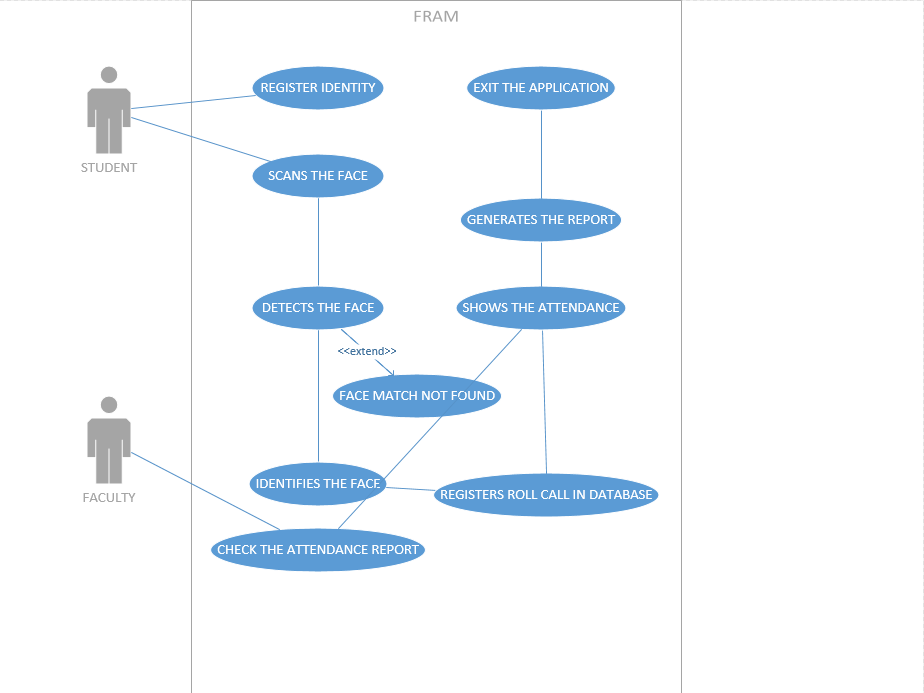 FRAM
REGISTER IDENTITY
EXIT THE APPLICATION
STUDENT
SCANS THE FACE
GENERATES THE REPORT
DETECTS THE FACE
SHOWS THE ATTENDANCE
<<extend>>
FACE MATCH NOT FOUND
FACULTY
IDENTIFIES THE FACE
REGISTERS ROLL CALL IN DATABASE
CHECK THE ATTENDANCE REPORT